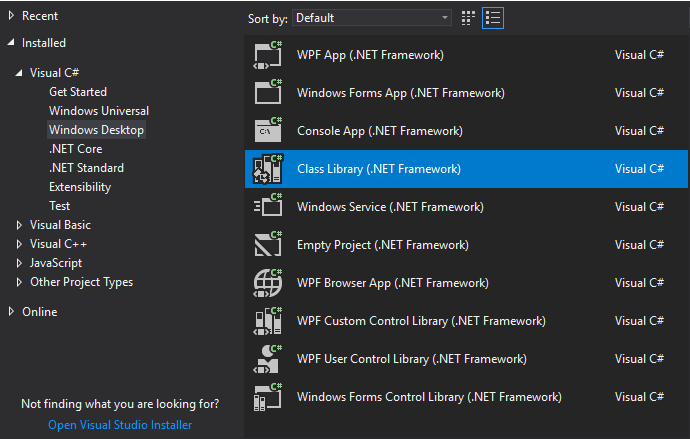 Recent
Installed
Visual C#
Get Started
Windows Universal
Windows Desktop
.NET Core
.NET Standard
Extensibility
Test
Visual Basic
Visual C++
JavaScript
Other Project Types
Online
Not finding what you are looking for?
Open Visual Studio Installer
Sort by: Default
C# WPF App (.NET Framework) Visual C#
C# Windows Forms App (.NET Framework) Visual C#
C# C:\ Console App (.NET Framework) Visual C#
C# Class Library (.NET Framework) Visual C#
C# Windows Service (.NET Framework) Visual C#
C# Empty Project (.NET Framework) Visual C#
C# WPF Browser App (.NET Framework) Visual C#
C# WPF Custom Control Library (.NET Framework) Visual C#
C# WPF User Control Library (.NET Framework) Visual C#
C# Windows Forms Control Library (.NET Framework) Visual C#